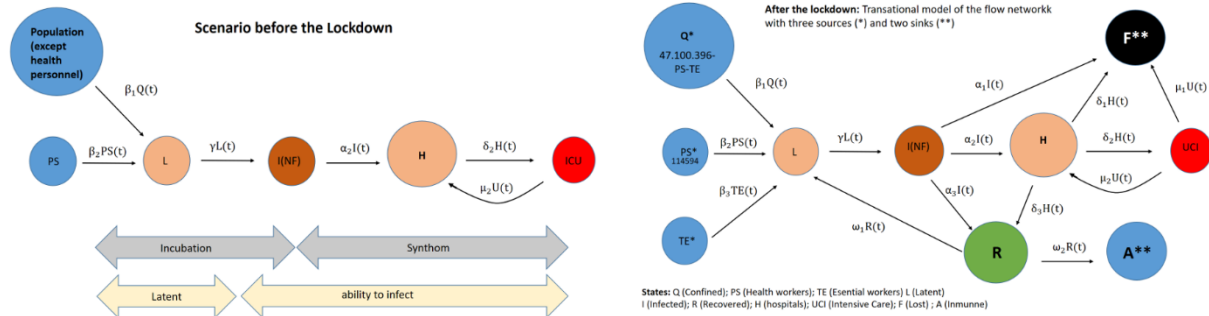 Scenario before the Lockdown
Population
(except
health
personnel)
β₁Q(t)
PS
β₂PS(t)
L
γL(t)
I(NF)
α₂I(t)
H
δ₂H(t)
ICU
μ₂U(t)
Incubation
Synthom
Latent
ability to infect
After the lockdown: Transational model of the flow networkk
with three sources (*) and two sinks (**)
Q*
47.100.396-
PS-TE
F**
β₁Q(t)
α₁I(t)
δ₁H(t)
μ₁U(t)
PS*
114594
β₂PS(t)
L
γL(t)
I(NF)
α₂I(t)
H
δ₂H(t)
UCI
μ₂U(t)
β₃TE(t)
α₃I(t)
δ₃H(t)
TE*
ω₁R(t)
R
ω₂R(t)
A**
States: Q (Confined); PS (Health workers); TE (Esential workers) L (Latent)
I (Infected); R (Recovered); H (hospitals); UCI (Intensive Care); F (Lost) ; A (Inmunne)